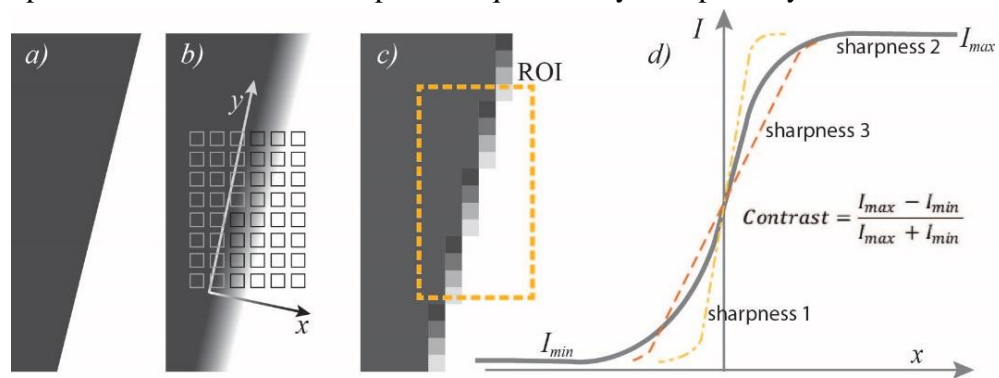 a)
b)
y
x
c)
ROI
d)
I
I_max
sharpness 2
sharpness 3
Contrast = (I_max − I_min) / (I_max + I_min)
sharpness 1
I_min
x